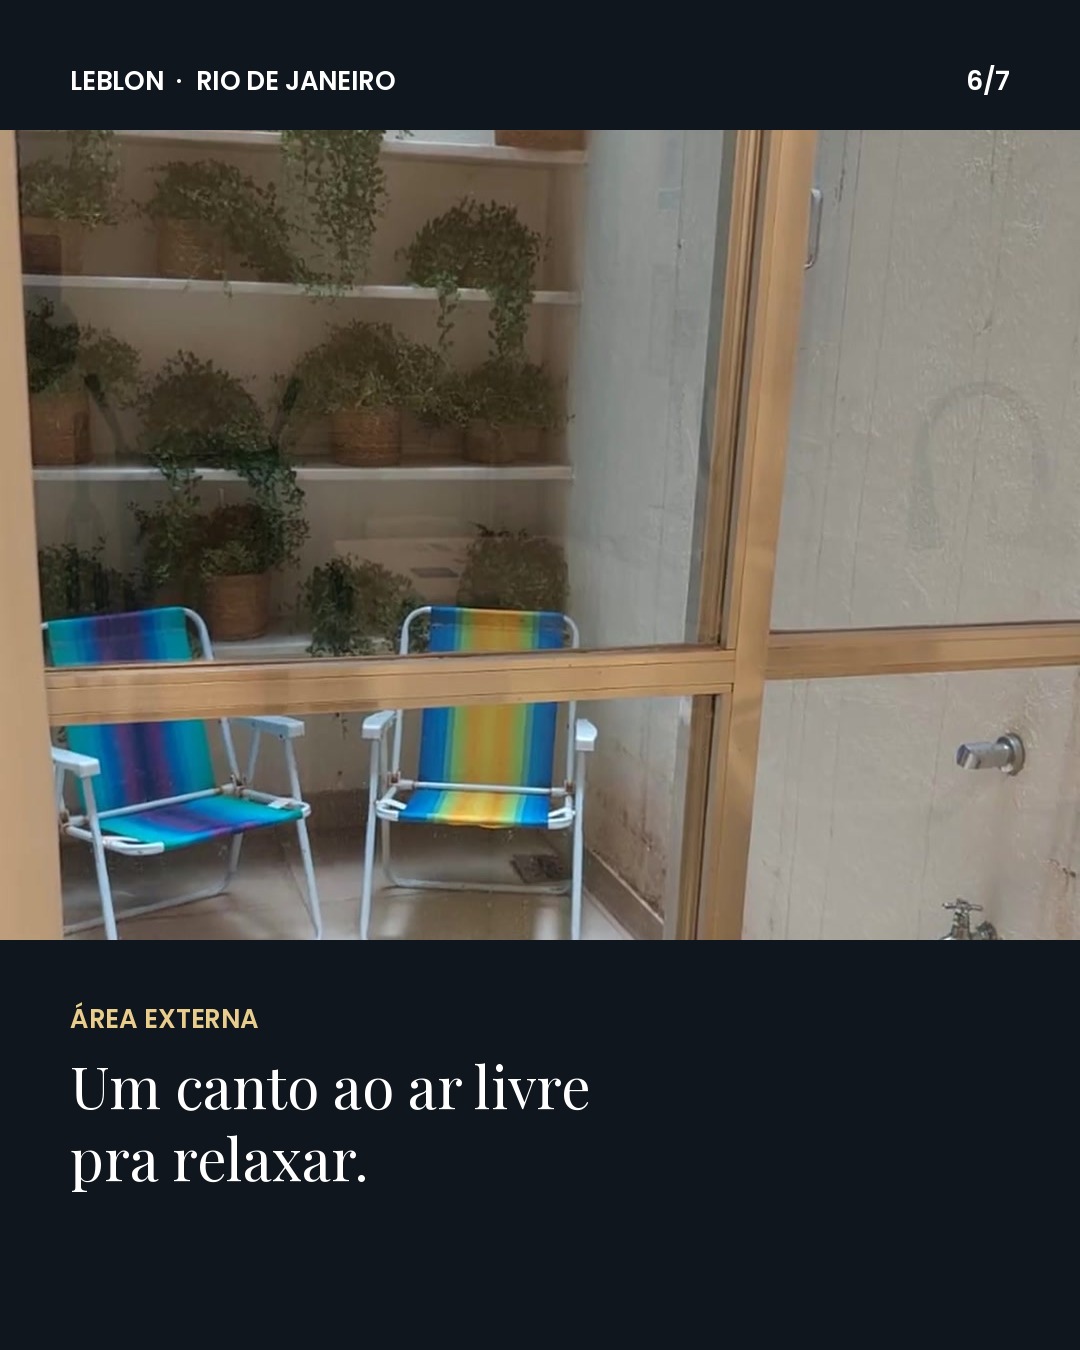 LEBLON · RIO DE JANEIRO
6/7
ÁREA EXTERNA
Um canto ao ar livre
pra relaxar.